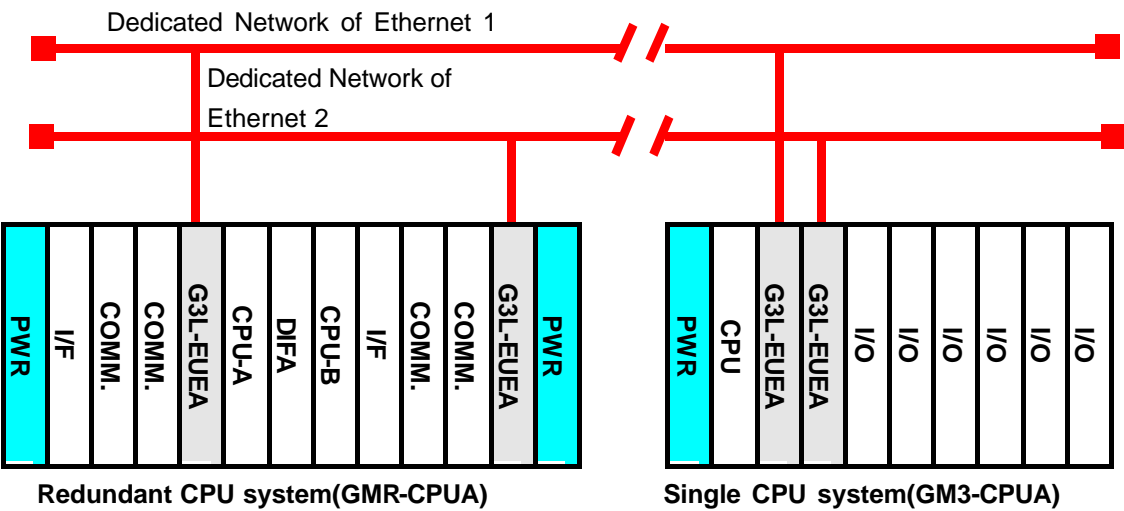 Dedicated Network of Ethernet 1
Dedicated Network of
Ethernet 2
PWR
I/F
COMM.
COMM.
G3L-EUEA
CPU-A
DIFA
CPU-B
I/F
COMM.
COMM.
G3L-EUEA
PWR
PWR
CPU
G3L-EUEA
G3L-EUEA
I/O
I/O
I/O
I/O
I/O
I/O
Redundant CPU system(GMR-CPUA)
Single CPU system(GM3-CPUA)